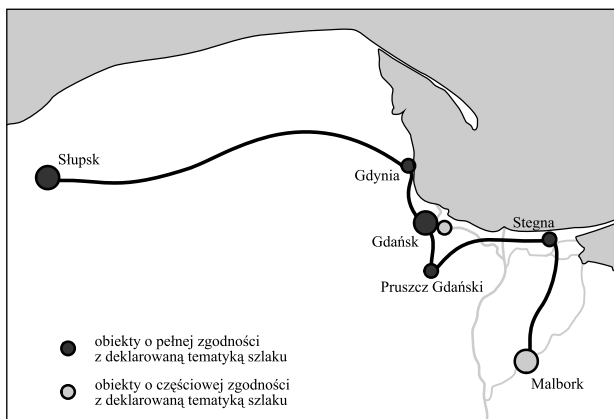 Słupsk
Gdynia
Stegna
Gdańsk
Pruszcz Gdański
Malbork
obiekty o pełnej zgodności
z deklarowaną tematyką szlaku
obiekty o częściowej zgodności
z deklarowaną tematyką szlaku